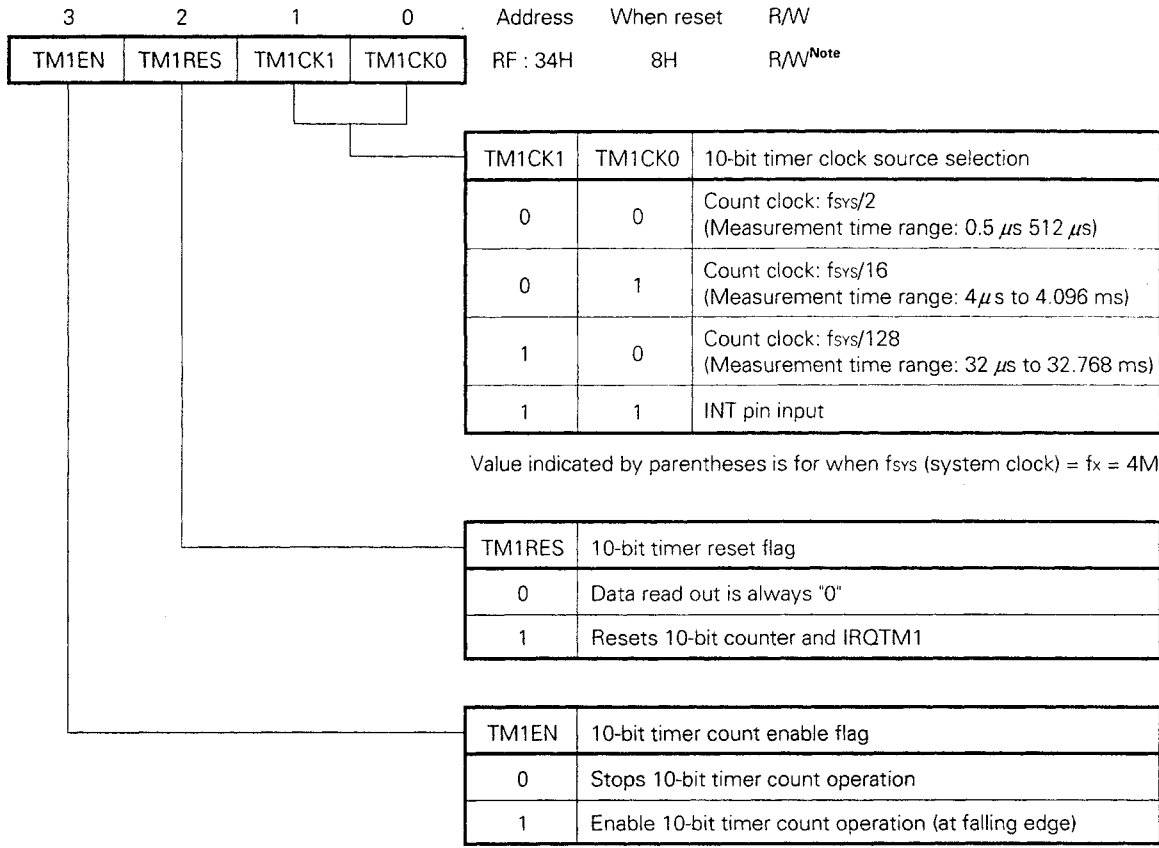 3 2 1 0 Address When reset R/W
TM1EN TM1RES TM1CK1 TM1CK0 RF : 34H 8H R/W Note
TM1CK1 TM1CK0 10-bit timer clock source selection
0 0 Count clock: fsys/2
(Measurement time range: 0.5 μs 512 μs)
0 1 Count clock: fsys/16
(Measurement time range: 4μs to 4.096 ms)
1 0 Count clock: fsys/128
(Measurement time range: 32 μs to 32.768 ms)
1 1 INT pin input
Value indicated by parentheses is for when fsys (system clock) = fx = 4M
TM1RES 10-bit timer reset flag
0 Data read out is always "0"
1 Resets 10-bit counter and IRQTM1
TM1EN 10-bit timer count enable flag
0 Stops 10-bit timer count operation
1 Enable 10-bit timer count operation (at falling edge)